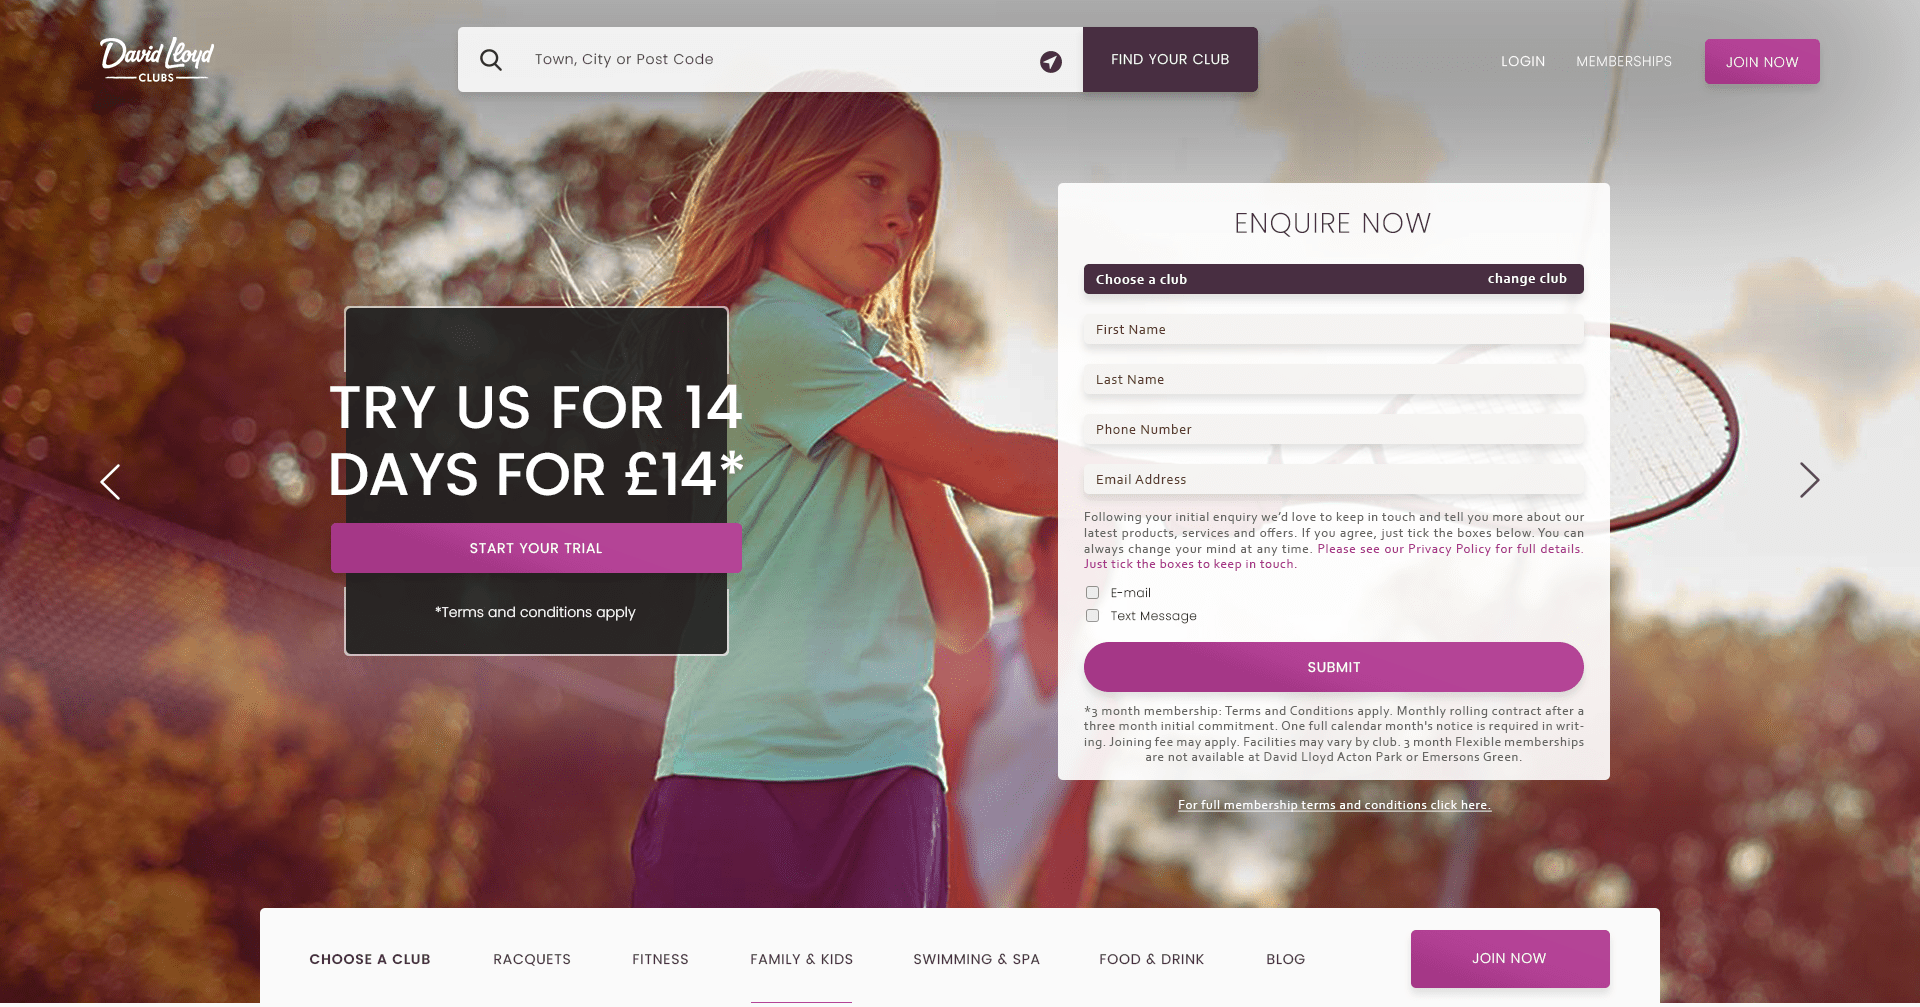 David Lloyd
CLUBS
Town, City or Post Code
FIND YOUR CLUB
LOGIN
MEMBERSHIPS
JOIN NOW
TRY US FOR 14
DAYS FOR £14*
START YOUR TRIAL
*Terms and conditions apply
ENQUIRE NOW
Choose a club
change club
First Name
Last Name
Phone Number
Email Address
Following your initial enquiry we'd love to keep in touch and tell you more about our
latest products, services and offers. If you agree, just tick the boxes below. You can
always change your mind at any time. Please see our Privacy Policy for full details.
Just tick the boxes to keep in touch.
E-mail
Text Message
SUBMIT
*3 month membership: Terms and Conditions apply. Monthly rolling contract after a
three month initial commitment. One full calendar month's notice is required in writ-
ing. Joining fee may apply. Facilities may vary by club. 3 month Flexible memberships
are not available at David Lloyd Acton Park or Emersons Green.
For full membership terms and conditions click here.
CHOOSE A CLUB
RACQUETS
FITNESS
FAMILY & KIDS
SWIMMING & SPA
FOOD & DRINK
BLOG
JOIN NOW